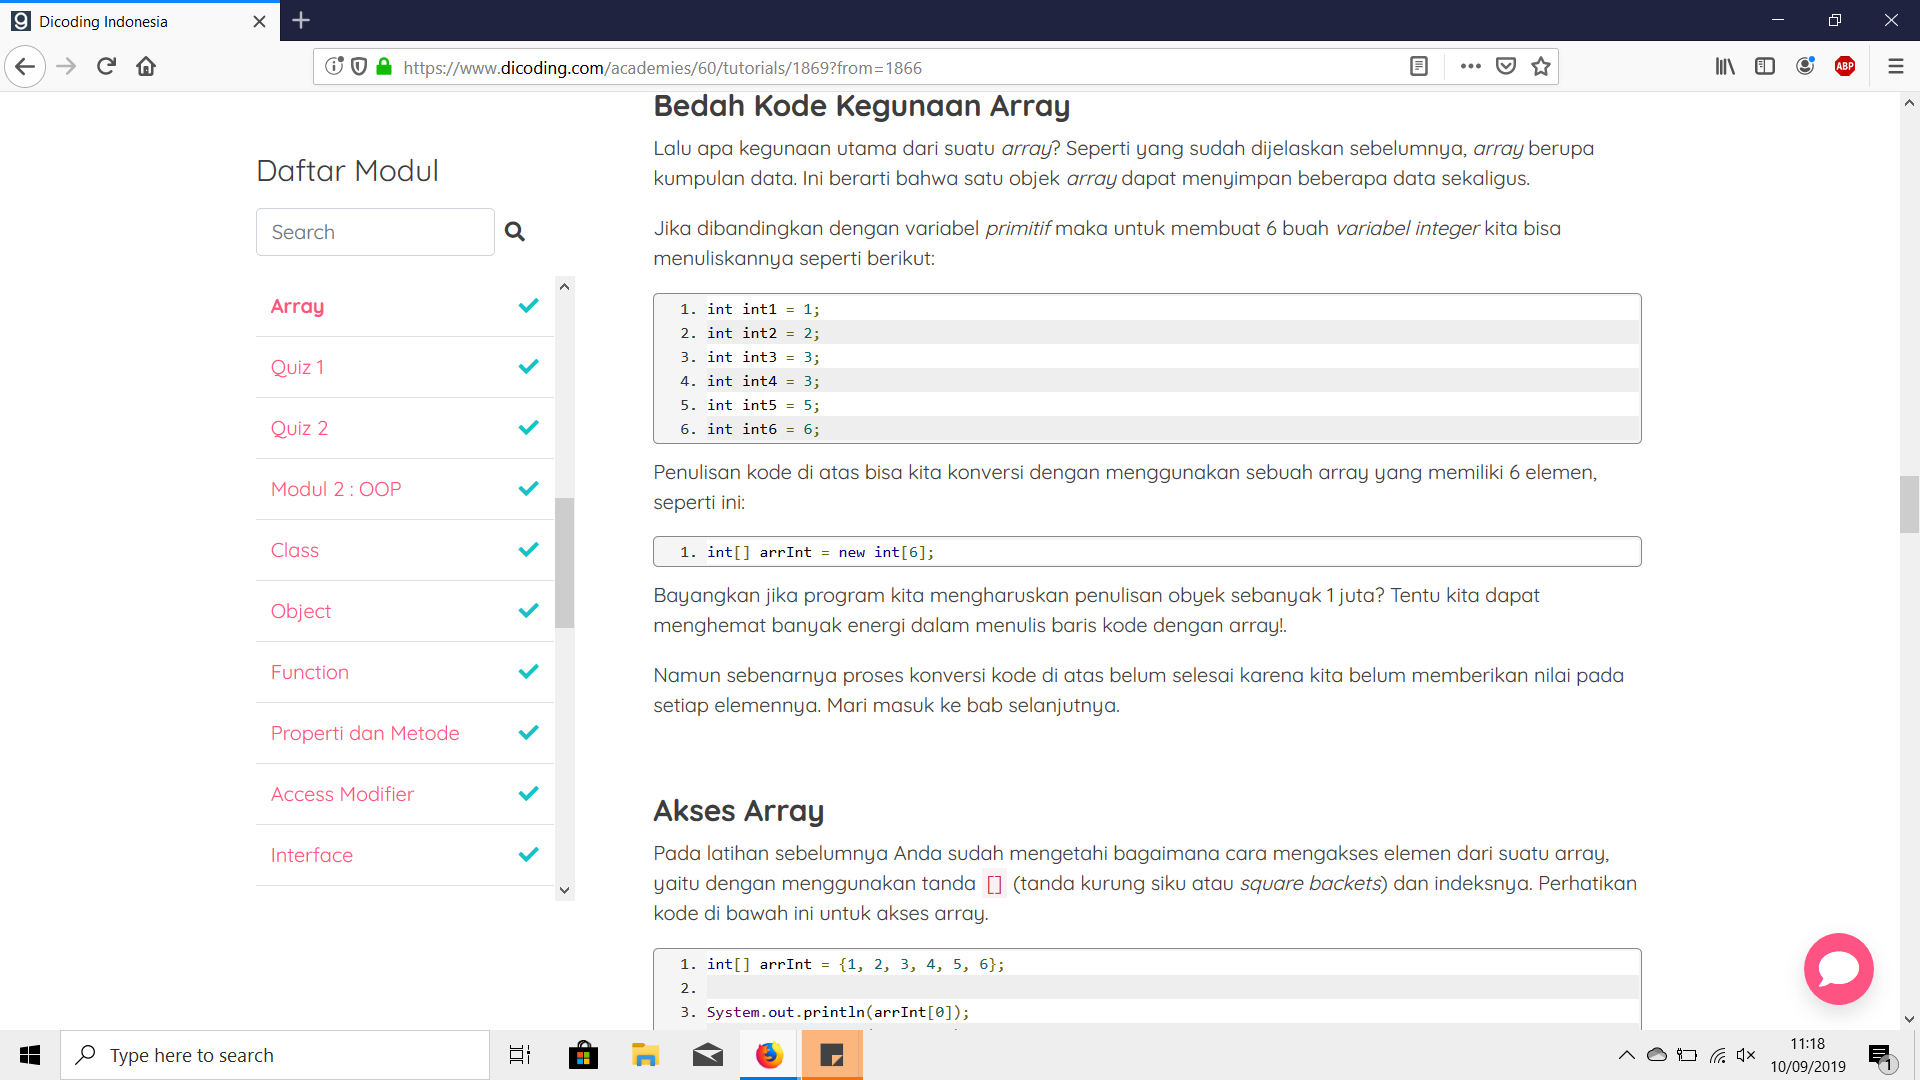 Dicoding Indonesia
https://www.dicoding.com/academies/60/tutorials/1869?from=1866
ABP
Daftar Modul
Search
Array
Quiz 1
Quiz 2
Modul 2 : OOP
Class
Object
Function
Properti dan Metode
Access Modifier
Interface
Bedah Kode Kegunaan Array
Lalu apa kegunaan utama dari suatu array? Seperti yang sudah dijelaskan sebelumnya, array berupa
kumpulan data. Ini berarti bahwa satu objek array dapat menyimpan beberapa data sekaligus.
Jika dibandingkan dengan variabel primitif maka untuk membuat 6 buah variabel integer kita bisa
menuliskannya seperti berikut:
1. int int1 = 1;
2. int int2 = 2;
3. int int3 = 3;
4. int int4 = 3;
5. int int5 = 5;
6. int int6 = 6;
Penulisan kode di atas bisa kita konversi dengan menggunakan sebuah array yang memiliki 6 elemen,
seperti ini:
1. int[] arrInt = new int[6];
Bayangkan jika program kita mengharuskan penulisan obyek sebanyak 1 juta? Tentu kita dapat
menghemat banyak energi dalam menulis baris kode dengan array!.
Namun sebenarnya proses konversi kode di atas belum selesai karena kita belum memberikan nilai pada
setiap elemennya. Mari masuk ke bab selanjutnya.
Akses Array
Pada latihan sebelumnya Anda sudah mengetahi bagaimana cara mengakses elemen dari suatu array,
yaitu dengan menggunakan tanda [] (tanda kurung siku atau square backets) dan indeksnya. Perhatikan
kode di bawah ini untuk akses array.
1. int[] arrInt = {1, 2, 3, 4, 5, 6};
2.
3. System.out.println(arrInt[0]);
Type here to search
11:18
10/09/2019
1